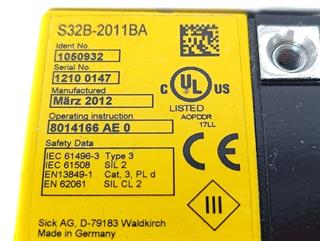 S32B-2011BA
Ident No.
1050932
Serial No.
1210 0147
Manufactured
März 2012
Operating instruction
8014166 AE 0
Safety Data
IEC 61496-3 Type 3
IEC 61508 SIL 2
EN13849-1 Cat, 3, PL d
EN 62061 SIL CL 2
Sick AG, D-79183 Waldkirch
Made in Germany
C UL US
LISTED
AOPDDR
17LL
III